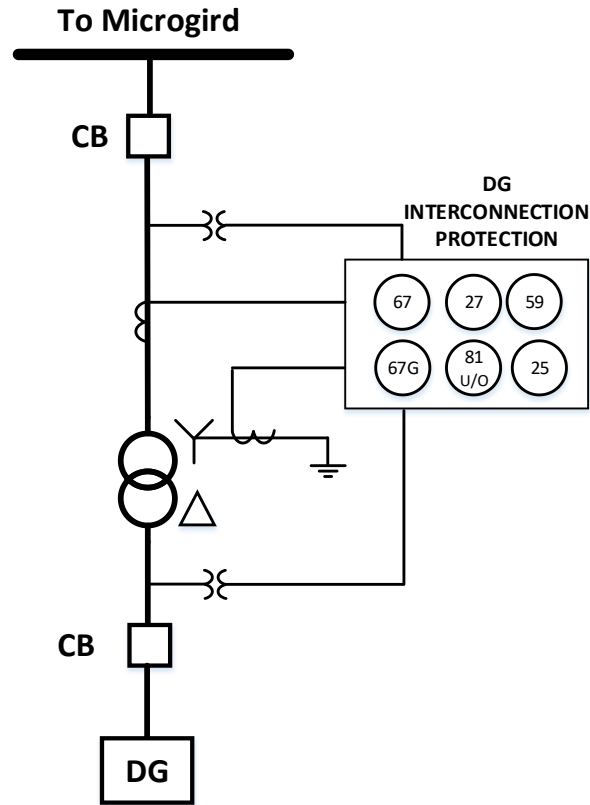 To Microgird
CB
DG
INTERCONNECTION
PROTECTION
67
27
59
67G
81
U/O
25
CB
DG